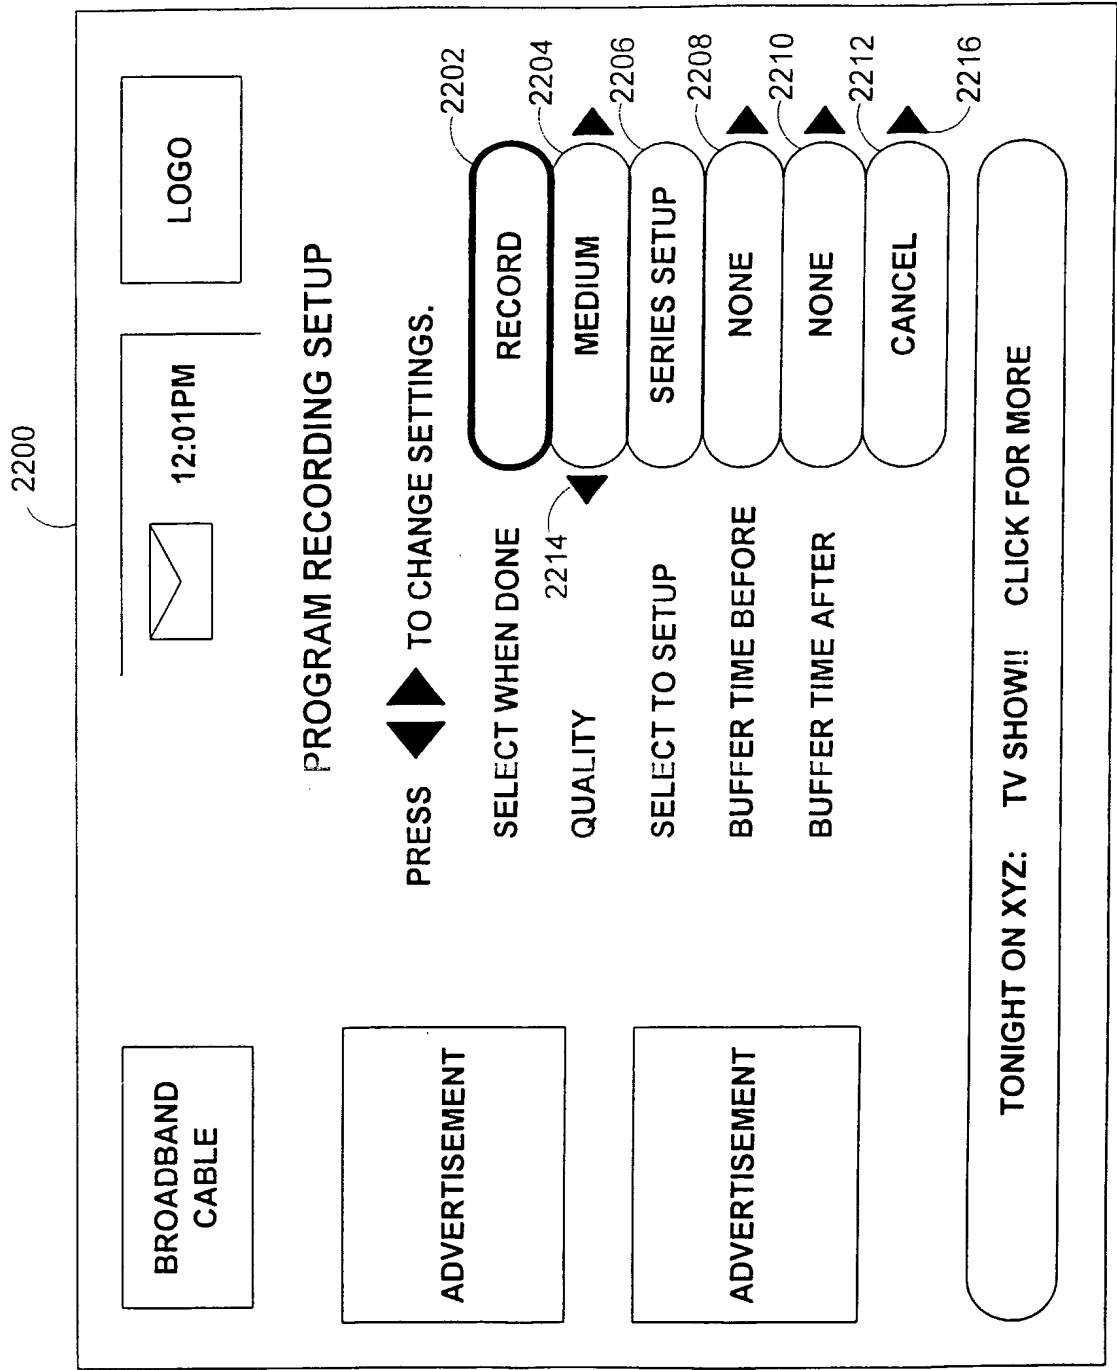 2200
BROADBAND
CABLE
12:01PM
LOGO
PROGRAM RECORDING SETUP
PRESS TO CHANGE SETTINGS.
ADVERTISEMENT
ADVERTISEMENT
SELECT WHEN DONE RECORD 2202
QUALITY 2214 MEDIUM 2204
SELECT TO SETUP SERIES SETUP 2206
BUFFER TIME BEFORE NONE 2208
BUFFER TIME AFTER NONE 2210
CANCEL 2212
2216
TONIGHT ON XYZ: TV SHOW!! CLICK FOR MORE